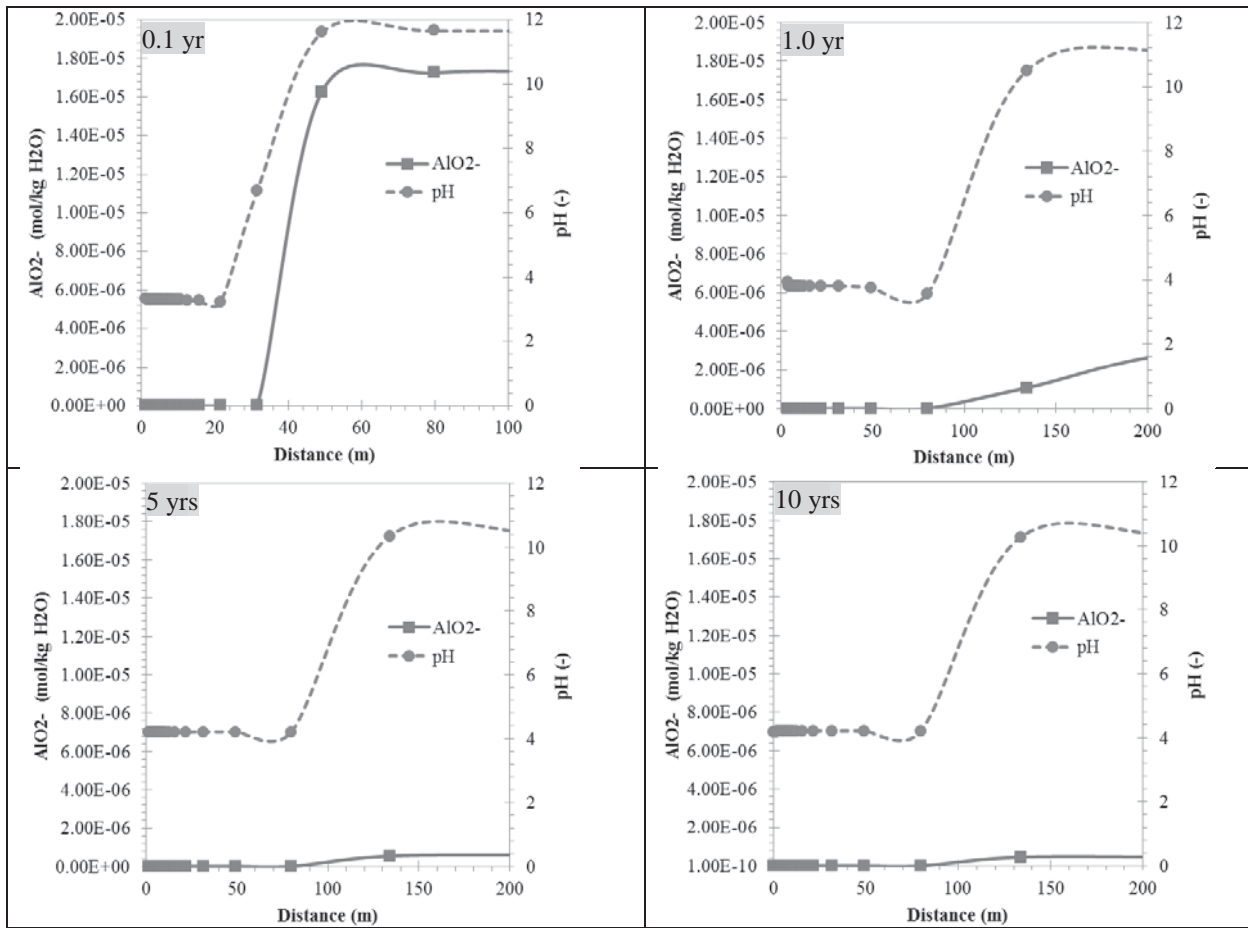 0.1 yr
2.00E-05
1.80E-05
1.60E-05
1.40E-05
1.20E-05
1.00E-05
8.00E-06
6.00E-06
4.00E-06
2.00E-06
0.00E+00
AlO2- (mol/kg H2O)
0 20 40 60 80 100
Distance (m)
12
10
8
6
4
2
0
pH (-)
AlO2-
pH
1.0 yr
2.00E-05
1.80E-05
1.60E-05
1.40E-05
1.20E-05
1.00E-05
8.00E-06
6.00E-06
4.00E-06
2.00E-06
0.00E+00
AlO2- (mol/kg H2O)
0 50 100 150 200
Distance (m)
12
10
8
6
4
2
0
pH (-)
AlO2-
pH
5 yrs
2.00E-05
1.80E-05
1.60E-05
1.40E-05
1.20E-05
1.00E-05
8.00E-06
6.00E-06
4.00E-06
2.00E-06
0.00E+00
AlO2- (mol/kg H2O)
0 50 100 150 200
Distance (m)
12
10
8
6
4
2
0
pH (-)
AlO2-
pH
10 yrs
2.00E-05
1.80E-05
1.60E-05
1.40E-05
1.20E-05
1.00E-05
8.00E-06
6.00E-06
4.00E-06
2.00E-06
1.00E-10
AlO2- (mol/kg H2O)
0 50 100 150 200
Distance (m)
12
10
8
6
4
2
0
pH (-)
AlO2-
pH